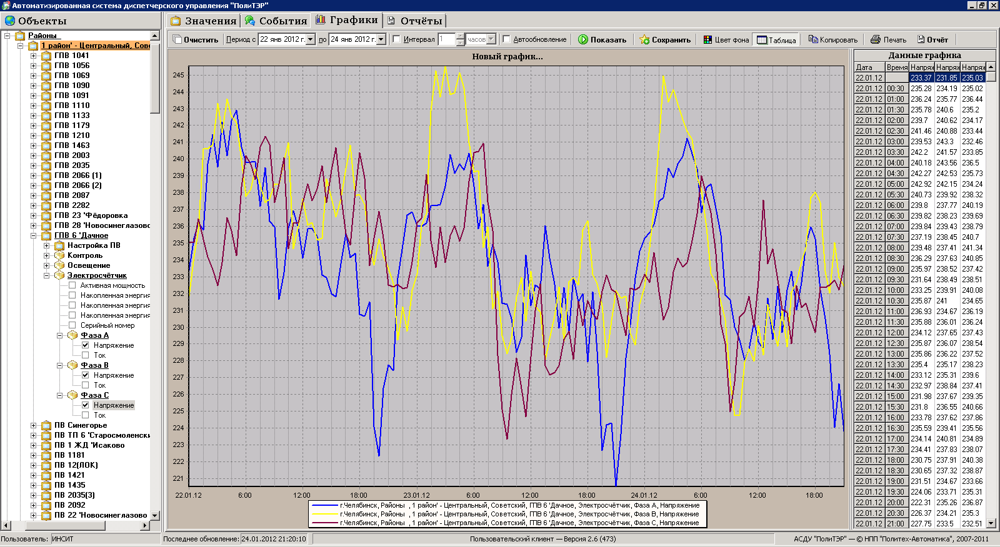 Автоматизированная система диспетчерского управления "ПолиТЭР"
Объекты
Значения
События
Графики
Отчёты
Очистить
Период с 22 янв 2012 г. по 24 янв 2012 г.
Интервал 1 часов
Автообновление
Показать
Сохранить
Цвет фона
Таблица
Копировать
Печать
Отчёт
Районы
1 район' - Центральный, Сове
ГПВ 1041
ГПВ 1056
ГПВ 1069
ГПВ 1090
ГПВ 1091
ГПВ 1110
ГПВ 1133
ГПВ 1179
ГПВ 1210
ГПВ 1463
ГПВ 2003
ГПВ 2035
ГПВ 2066 (1)
ГПВ 2066 (2)
ГПВ 2087
ГПВ 2282
ГПВ 23 'Фёдоровка
ГПВ 28 'Новосинеглазово
ГПВ 6 'Дачное
Настройка ПВ
Контроль
Освещение
Электросчётчик
Активная мощность
Накопленная энергия
Накопленная энергия
Накопленная энергия
Серийный номер
Фаза А
Напряжение
Ток
Фаза В
Напряжение
Ток
Фаза С
Напряжение
Ток
ПВ Синегорье
ПВ ТП 6 'Старосмоленски
ПВ 1 ЖД 'Исаково
ПВ 1181
ПВ 12(ЛОК)
ПВ 1421
ПВ 1435
ПВ 2035(3)
ПВ 2092
ПВ 22 'Новосинеглазово
Новый график...
245
244
243
242
241
240
239
238
237
236
235
234
233
232
231
230
229
228
227
226
225
224
223
222
221
22.01.12 6:00 12:00 18:00 23.01.12 6:00 12:00 18:00 24.01.12 6:00 12:00 18:00
г.Челябинск, Районы , 1 район' - Центральный, Советский, ГПВ 6 'Дачное, Электросчётчик, Фаза А, Напряжение
г.Челябинск, Районы , 1 район' - Центральный, Советский, ГПВ 6 'Дачное, Электросчётчик, Фаза В, Напряжение
г.Челябинск, Районы , 1 район' - Центральный, Советский, ГПВ 6 'Дачное, Электросчётчик, Фаза С, Напряжение
Данные графика
Дата Время Напряж Напряж Напряж
22.01.12 233.37 231.85 235.03
22.01.12 00:30 235.28 234.19 235.02
22.01.12 01:00 236.24 235.77 236.44
22.01.12 01:30 235.78 240.6 235.2
22.01.12 02:00 239.7 240.62 234.17
22.01.12 02:30 241.46 240.88 233.44
22.01.12 03:00 239.53 243.3 232.46
22.01.12 03:30 242.2 241.57 233.85
22.01.12 04:00 240.18 243.56 236.5
22.01.12 04:30 242.27 242.53 235.73
22.01.12 05:00 242.92 242.15 234.24
22.01.12 05:30 240.73 239.92 238.32
22.01.12 06:00 239.8 237.77 240.19
22.01.12 06:30 239.82 238.23 239.69
22.01.12 07:00 239.84 239.43 238.79
22.01.12 07:30 237.19 238.45 240.7
22.01.12 08:00 239.48 237.41 241.34
22.01.12 08:30 236.29 237.63 240.85
22.01.12 09:00 235.97 238.52 237.42
22.01.12 09:30 231.64 238.49 238.51
22.01.12 10:00 233.25 239.91 240.08
22.01.12 10:30 235.87 241 234.65
22.01.12 11:00 236.93 234.67 236.19
22.01.12 11:30 235.88 236.01 236.24
22.01.12 12:00 234.12 237.65 237.43
22.01.12 12:30 235.87 236.07 238.54
22.01.12 13:00 235.86 236.22 237.52
22.01.12 13:30 235.4 235.17 238.23
22.01.12 14:00 233.12 235.31 239.6
22.01.12 14:30 232.97 238.84 237.41
22.01.12 15:00 231.98 237.67 239.35
22.01.12 15:30 231.8 236.55 240.66
22.01.12 16:00 233.78 237.62 237.86
22.01.12 16:30 235.59 239.41 235.56
22.01.12 17:00 234.14 240.81 234.89
22.01.12 17:30 234.41 237.83 238.07
22.01.12 18:00 230.75 237.91 240.38
22.01.12 18:30 230.65 237.32 238.87
22.01.12 19:00 231.51 234.67 233.66
22.01.12 19:30 224.06 233.71 235.31
22.01.12 20:00 222.31 235.26 236.87
22.01.12 20:30 226.37 234.21 235.3
22.01.12 21:00 227.75 233.5 232.51
Пользователь: ИНСИТ
Последнее обновление: 24.01.2012 21:20:10
Пользовательский клиент — Версия 2.6 (473)
АСДУ "ПолиТЭР" — © НПП "Политех-Автоматика", 2007-2011